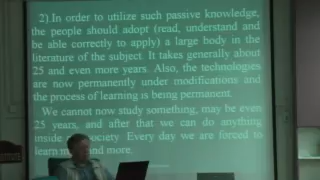 2).In order to utilize such passive knowledge,
the people should adopt (read, understand and
be able correctly to apply) a large body in the
literature of the subject. It takes generally about
25 and even more years. Also, the technologies
are now permanently under modifications and
the process of learning is being permanent.
We cannot now study something, may be even
25 years, and after that we can do anything
inside society. Every day we are forced to
learn and more.